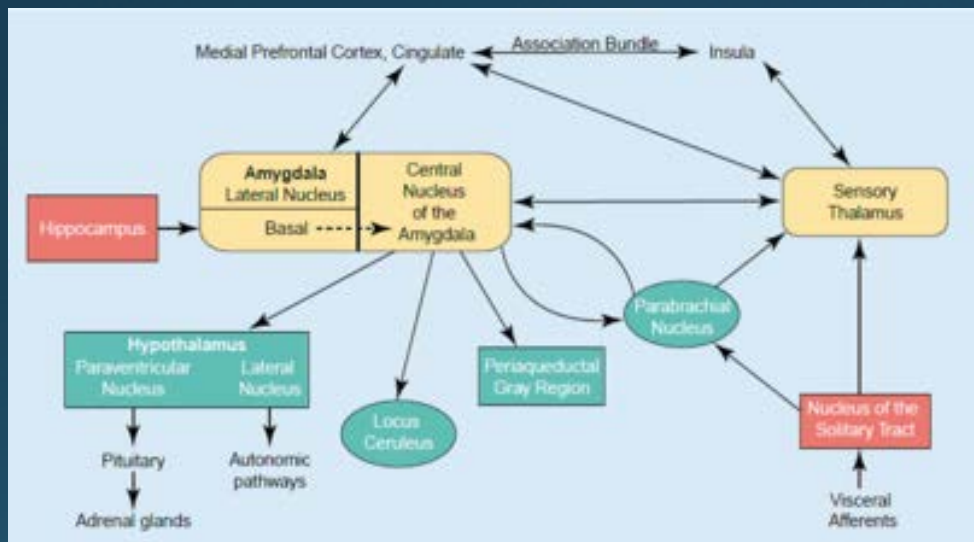 Medial Prefrontal Cortex, Cingulate
Association Bundle
Insula
Amygdala
Lateral Nucleus
Basal
Central
Nucleus
of the
Amygdala
Sensory
Thalamus
Hippocampus
Parabrachial
Nucleus
Hypothalamus
Paraventricular
Nucleus
Lateral
Nucleus
Periaqueductal
Gray Region
Locus
Ceruleus
Nucleus of the
Solitary Tract
Pituitary
Autonomic
pathways
Adrenal glands
Visceral
Afferents